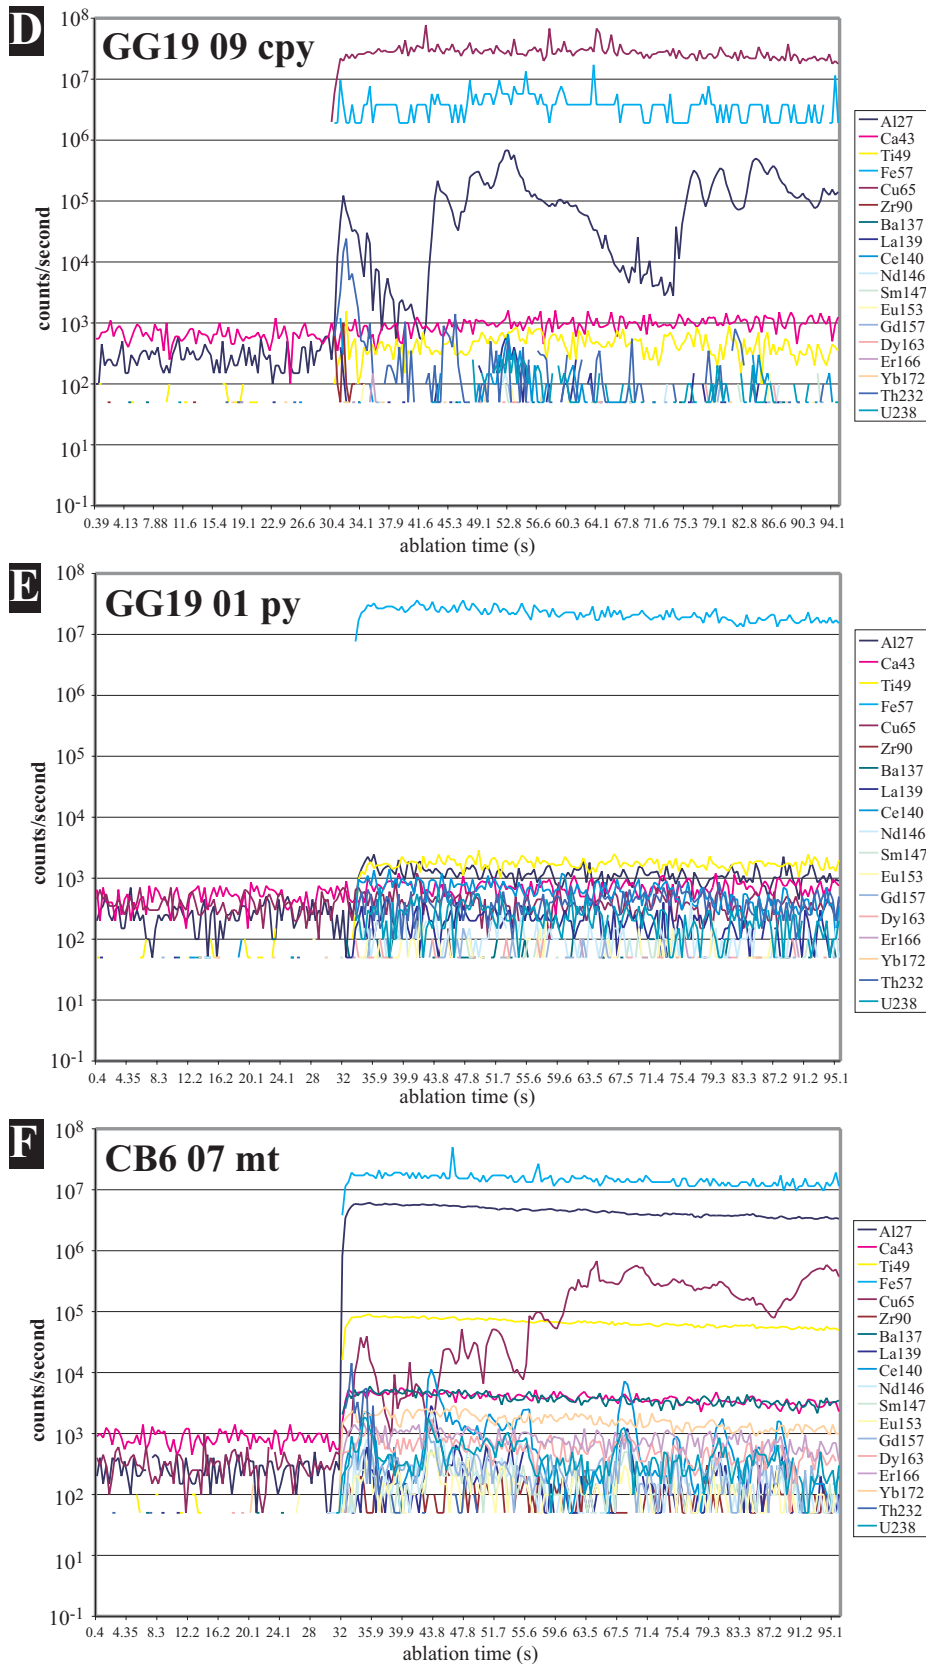 D
GG19 09 cpy
10^8
10^7
10^6
10^5
10^4
10^3
10^2
10^1
10^-1
counts/second
0.39 4.13 7.88 11.6 15.4 19.1 22.9 26.6 30.4 34.1 37.9 41.6 45.3 49.1 52.8 56.6 60.3 64.1 67.8 71.6 75.3 79.1 82.8 86.6 90.3 94.1
ablation time (s)
Al27
Ca43
Ti49
Fe57
Cu65
Zr90
Ba137
La139
Ce140
Nd146
Sm147
Eu153
Gd157
Dy163
Er166
Yb172
Th232
U238
E
GG19 01 py
10^8
10^7
10^6
10^5
10^4
10^3
10^2
10^1
10^-1
counts/second
0.4 4.35 8.3 12.2 16.2 20.1 24.1 28 32 35.9 39.9 43.8 47.8 51.7 55.6 59.6 63.5 67.5 71.4 75.4 79.3 83.3 87.2 91.2 95.1
ablation time (s)
Al27
Ca43
Ti49
Fe57
Cu65
Zr90
Ba137
La139
Ce140
Nd146
Sm147
Eu153
Gd157
Dy163
Er166
Yb172
Th232
U238
F
CB6 07 mt
10^8
10^7
10^6
10^5
10^4
10^3
10^2
10^1
10^-1
counts/second
0.4 4.35 8.3 12.2 16.2 20.1 24.1 28 32 35.9 39.9 43.8 47.8 51.7 55.6 59.6 63.5 67.5 71.4 75.4 79.3 83.3 87.2 91.2 95.1
ablation time (s)
Al27
Ca43
Ti49
Fe57
Cu65
Zr90
Ba137
La139
Ce140
Nd146
Sm147
Eu153
Gd157
Dy163
Er166
Yb172
Th232
U238